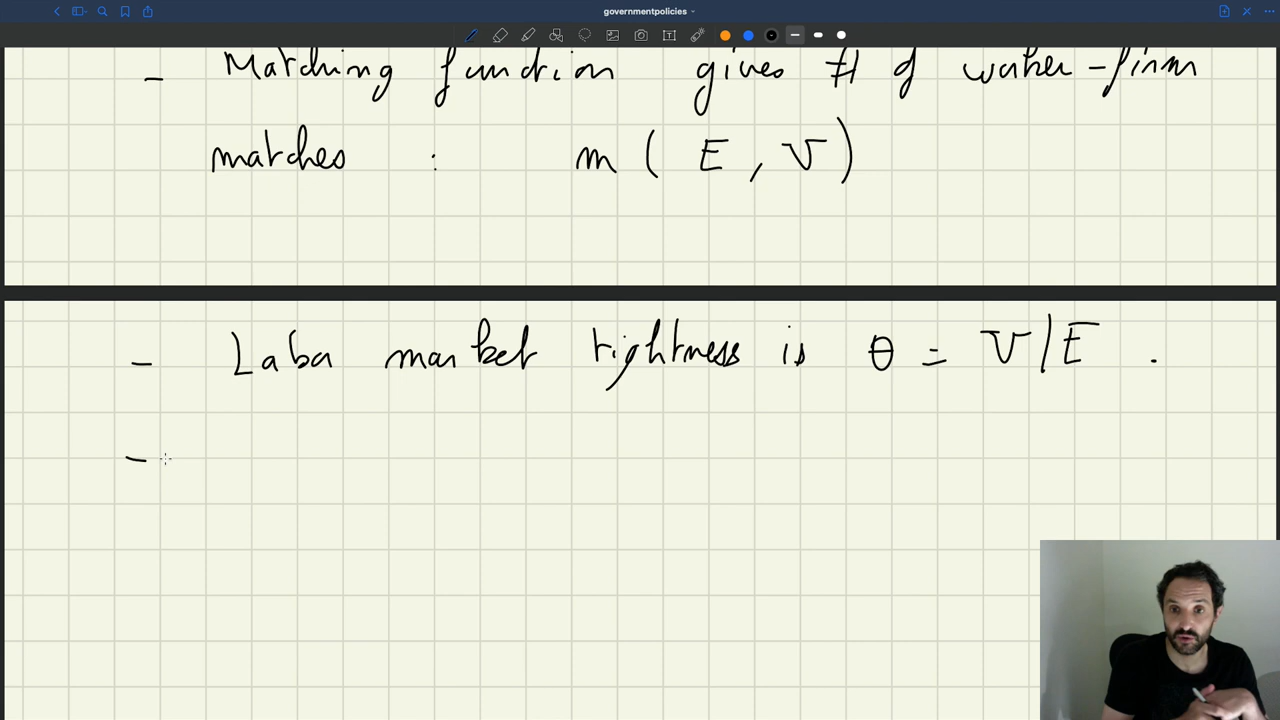 governmentpolicies
- Matching function gives # of worker-firm
matches : m ( E , V )
- Labor market tightness is θ = V/E .
-